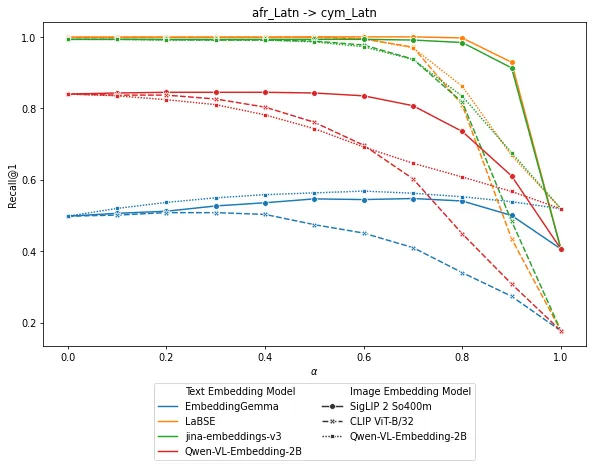 afr_Latn -> cym_Latn
Recall@1
1.0
0.8
0.6
0.4
0.2
0.0 0.2 0.4 0.6 0.8 1.0
α
Text Embedding Model
EmbeddingGemma
LaBSE
jina-embeddings-v3
Qwen-VL-Embedding-2B
Image Embedding Model
SigLIP 2 So400m
CLIP ViT-B/32
Qwen-VL-Embedding-2B